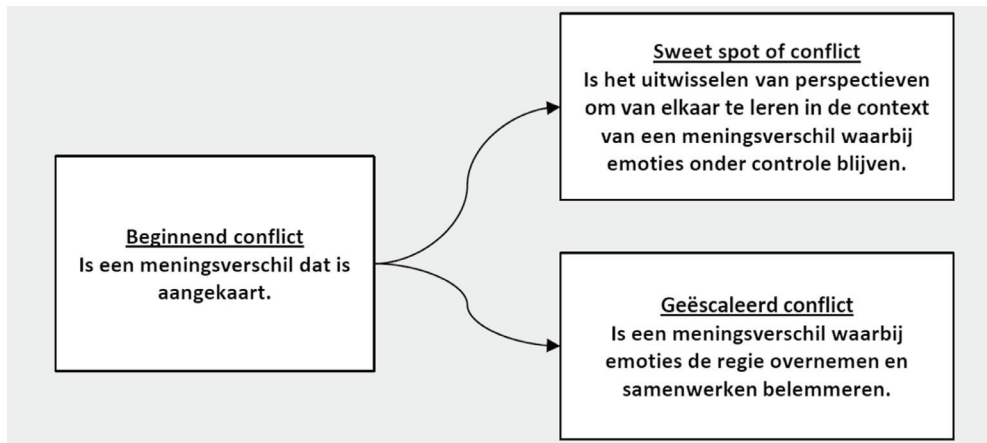 Beginnend conflict
Is een meningsverschil dat is
aangekaart.
Sweet spot of conflict
Is het uitwisselen van perspectieven
om van elkaar te leren in de context
van een meningsverschil waarbij
emoties onder controle blijven.
Geëscaleerd conflict
Is een meningsverschil waarbij
emoties de regie overnemen en
samenwerken belemmeren.